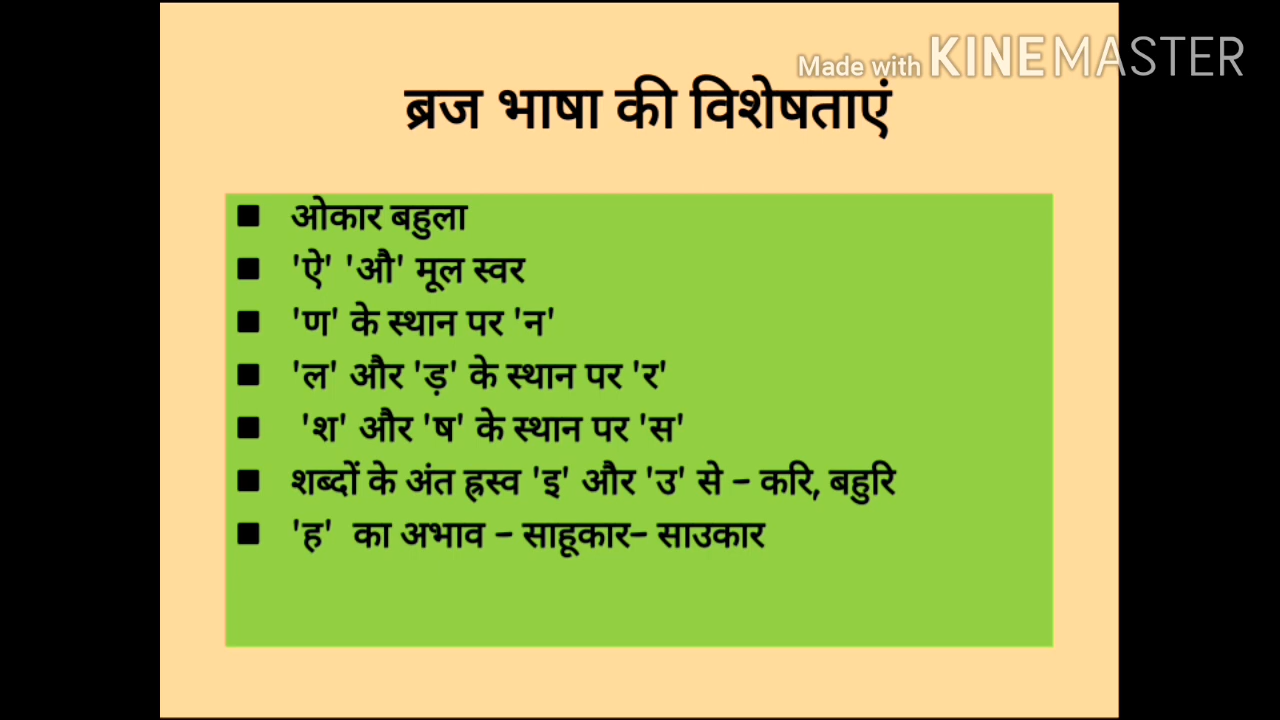 Made with KINEMASTER
ब्रज भाषा की विशेषताएं
■ ओकार बहुला
■ 'ऐ' 'औ' मूल स्वर
■ 'ण' के स्थान पर 'न'
■ 'ल' और 'ड़' के स्थान पर 'र'
■ 'श' और 'ष' के स्थान पर 'स'
■ शब्दों के अंत ह्रस्व 'इ' और 'उ' से – करि, बहुरि
■ 'ह' का अभाव – साहूकार– साउकार